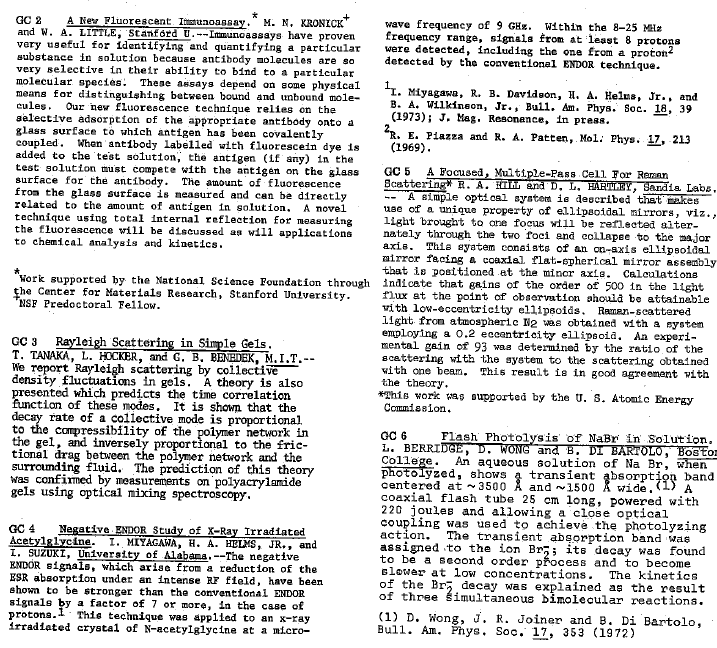 GC 2 A New Fluorescent Immunoassay.* M. N. KRONICK+
and W. A. LITTLE, Stanford U.--Immunoassays have proven
very useful for identifying and quantifying a particular
substance in solution because antibody molecules are so
very selective in their ability to bind to a particular
molecular species. These assays depend on some physical
means for distinguishing between bound and unbound mole-
cules. Our new fluorescence technique relies on the
selective adsorption of the appropriate antibody onto a
glass surface to which antigen has been covalently
coupled. When antibody labelled with fluorescein dye is
added to the test solution, the antigen (if any) in the
test solution must compete with the antigen on the glass
surface for the antibody. The amount of fluorescence
from the glass surface is measured and can be directly
related to the amount of antigen in solution. A novel
technique using total internal reflection for measuring
the fluorescence will be discussed as will applications
to chemical analysis and kinetics.
*Work supported by the National Science Foundation through
the Center for Materials Research, Stanford University.
+NSF Predoctoral Fellow.
GC 3 Rayleigh Scattering in Simple Gels.
T. TANAKA, L. HOCKER, and G. B. BENEDEK, M.I.T.--
We report Rayleigh scattering by collective
density fluctuations in gels. A theory is also
presented which predicts the time correlation
function of these modes. It is shown that the
decay rate of a collective mode is proportional
to the compressibility of the polymer network in
the gel, and inversely proportional to the fric-
tional drag between the polymer network and the
surrounding fluid. The prediction of this theory
was confirmed by measurements on polyacrylamide
gels using optical mixing spectroscopy.
GC 4 Negative ENDOR Study of X-Ray Irradiated
Acetylglycine. I. MIYAGAWA, H. A. HELMS, JR., and
I. SUZUKI, University of Alabama.--The negative
ENDOR signals, which arise from a reduction of the
ESR absorption under an intense RF field, have been
shown to be stronger than the conventional ENDOR
signals by a factor of 7 or more, in the case of
protons.1 This technique was applied to an x-ray
irradiated crystal of N-acetylglycine at a micro-
wave frequency of 9 GHz. Within the 8-25 MHz
frequency range, signals from at least 8 protons
were detected, including the one from a proton2
detected by the conventional ENDOR technique.
1I. Miyagawa, R. B. Davidson, H. A. Helms, Jr., and
B. A. Wilkinson, Jr., Bull. Am. Phys. Soc. 18, 39
(1973); J. Mag. Resonance, in press.
2R. E. Piazza and R. A. Patten, Mol. Phys. 17, 213
(1969).
GC 5 A Focused, Multiple-Pass Cell For Raman
Scattering* R. A. HILL and D. L. HARTLEY, Sandia Labs.
-- A simple optical system is described that makes
use of a unique property of ellipsoidal mirrors, viz.,
light brought to one focus will be reflected alter-
nately through the two foci and collapse to the major
axis. This system consists of an on-axis ellipsoidal
mirror facing a coaxial flat-spherical mirror assembly
that is positioned at the minor axis. Calculations
indicate that gains of the order of 500 in the light
flux at the point of observation should be attainable
with low-eccentricity ellipsoids. Raman-scattered
light from atmospheric N2 was obtained with a system
employing a 0.2 eccentricity ellipsoid. An experi-
mental gain of 93 was determined by the ratio of the
scattering with the system to the scattering obtained
with one beam. This result is in good agreement with
the theory.
*This work was supported by the U. S. Atomic Energy
Commission.
GC 6 Flash Photolysis of NaBr in Solution.
L. BERRIDGE, D. WONG and B. DI BARTOLO, Boston
College. An aqueous solution of Na Br, when
photolyzed, shows a transient absorption band
centered at ~3500 Å and ~1500 Å wide.(1) A
coaxial flash tube 25 cm long, powered with
220 joules and allowing a close optical
coupling was used to achieve the photolyzing
action. The transient absorption band was
assigned to the ion Br2-; its decay was found
to be a second order process and to become
slower at low concentrations. The kinetics
of the Br2- decay was explained as the result
of three simultaneous bimolecular reactions.
(1) D. Wong, J. R. Joiner and B. Di Bartolo,
Bull. Am. Phys. Soc. 17, 353 (1972)